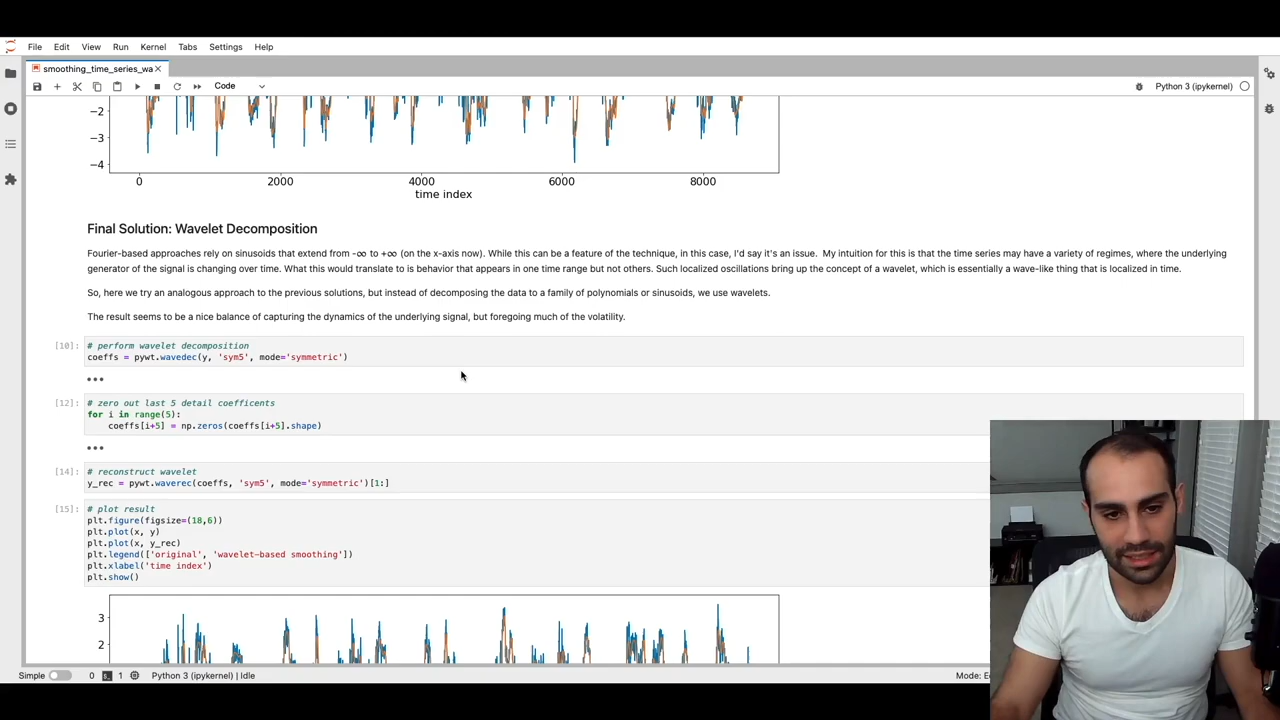 File Edit View Run Kernel Tabs Settings Help
smoothing_time_series_wa
Code
Python 3 (ipykernel)
−2
−3
−4
0 2000 4000 6000 8000
time index
Final Solution: Wavelet Decomposition
Fourier-based approaches rely on sinusoids that extend from -∞ to +∞ (on the x-axis now). While this can be a feature of the technique, in this case, I'd say it's an issue. My intuition for this is that the time series may have a variety of regimes, where the underlying
generator of the signal is changing over time. What this would translate to is behavior that appears in one time range but not others. Such localized oscillations bring up the concept of a wavelet, which is essentially a wave-like thing that is localized in time.
So, here we try an analogous approach to the previous solutions, but instead of decomposing the data to a family of polynomials or sinusoids, we use wavelets.
The result seems to be a nice balance of capturing the dynamics of the underlying signal, but foregoing much of the volatility.
[10]: # perform wavelet decomposition
coeffs = pywt.wavedec(y, 'sym5', mode='symmetric')
[12]: # zero out last 5 detail coefficents
for i in range(5):
coeffs[i+5] = np.zeros(coeffs[i+5].shape)
[14]: # reconstruct wavelet
y_rec = pywt.waverec(coeffs, 'sym5', mode='symmetric')[1:]
[15]: # plot result
plt.figure(figsize=(18,6))
plt.plot(x, y)
plt.plot(x, y_rec)
plt.legend(['original', 'wavelet-based smoothing'])
plt.xlabel('time index')
plt.show()
3
2
Simple 0 1 Python 3 (ipykernel) | Idle Mode: